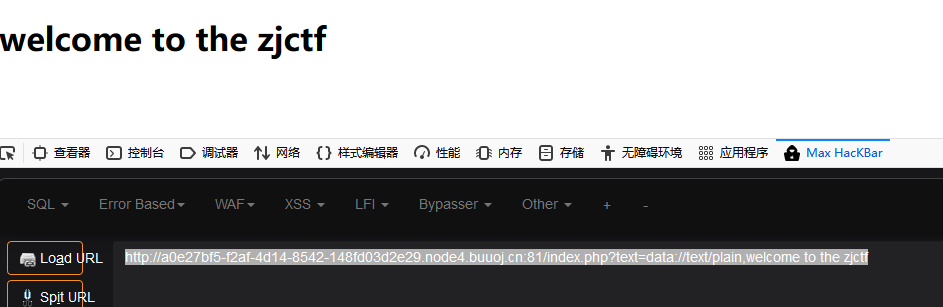 welcome to the zjctf
查看器 控制台 调试器 网络 样式编辑器 性能 内存 存储 无障碍环境 应用程序 Max HacKBar
SQL Error Based WAF XSS LFI Bypasser Other + -
Load URL http://a0e27bf5-f2af-4d14-8542-148fd03d2e29.node4.buuoj.cn:81/index.php?text=data://text/plain,welcome to the zjctf
Split URL